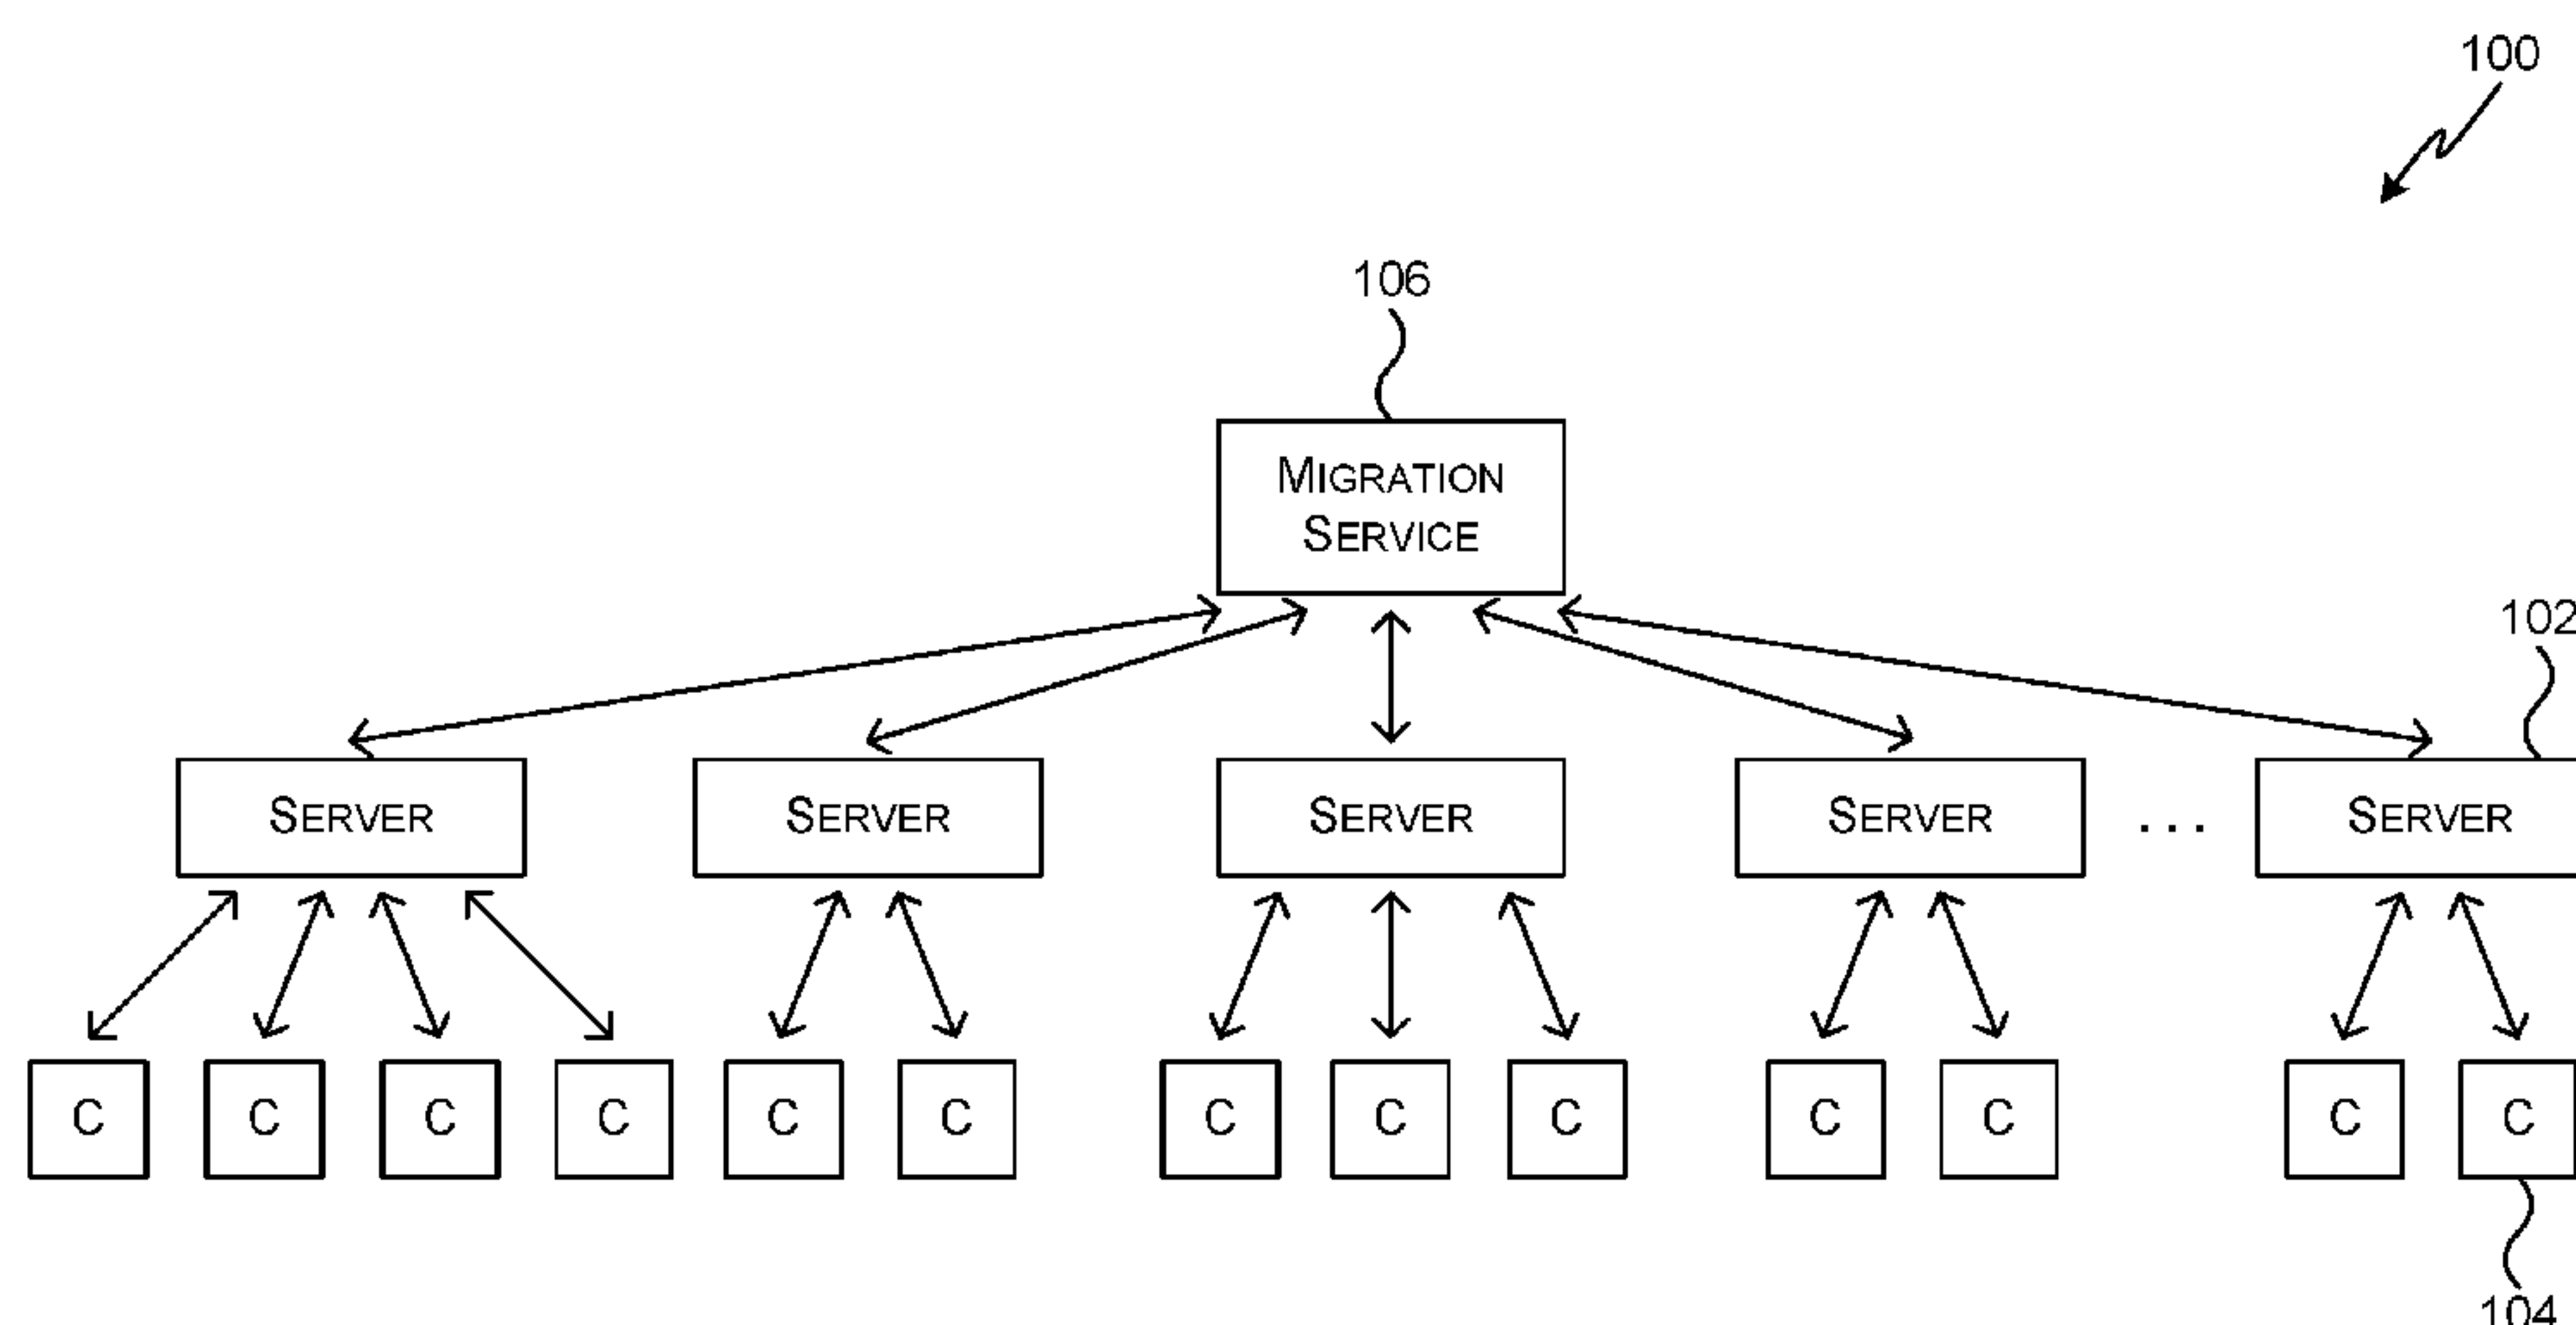 100
106
MIGRATION
SERVICE
102
SERVER SERVER SERVER SERVER ... SERVER
C C C C C C C C C C C C C
104